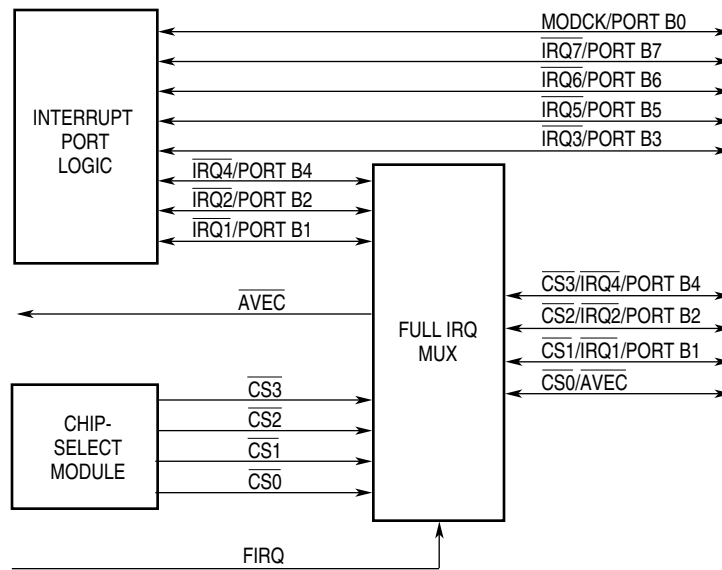 MODCK/PORT B0
IRQ7/PORT B7
IRQ6/PORT B6
IRQ5/PORT B5
IRQ3/PORT B3
INTERRUPT
PORT
LOGIC
IRQ4/PORT B4
IRQ2/PORT B2
IRQ1/PORT B1
AVEC
FULL IRQ
MUX
CS3/IRQ4/PORT B4
CS2/IRQ2/PORT B2
CS1/IRQ1/PORT B1
CS0/AVEC
CHIP-
SELECT
MODULE
CS3
CS2
CS1
CS0
FIRQ